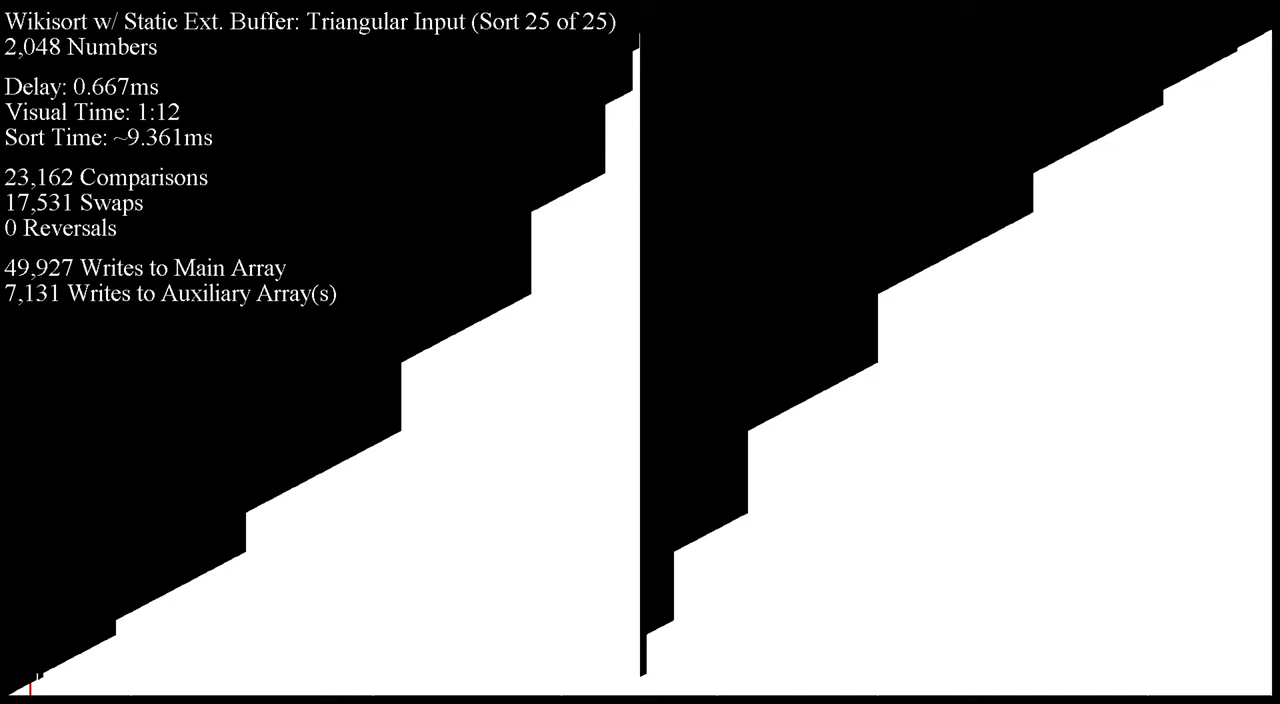 Wikisort w/ Static Ext. Buffer: Triangular Input (Sort 25 of 25)
2,048 Numbers
Delay: 0.667ms
Visual Time: 1:12
Sort Time: ~9.361ms
23,162 Comparisons
17,531 Swaps
0 Reversals
49,927 Writes to Main Array
7,131 Writes to Auxiliary Array(s)